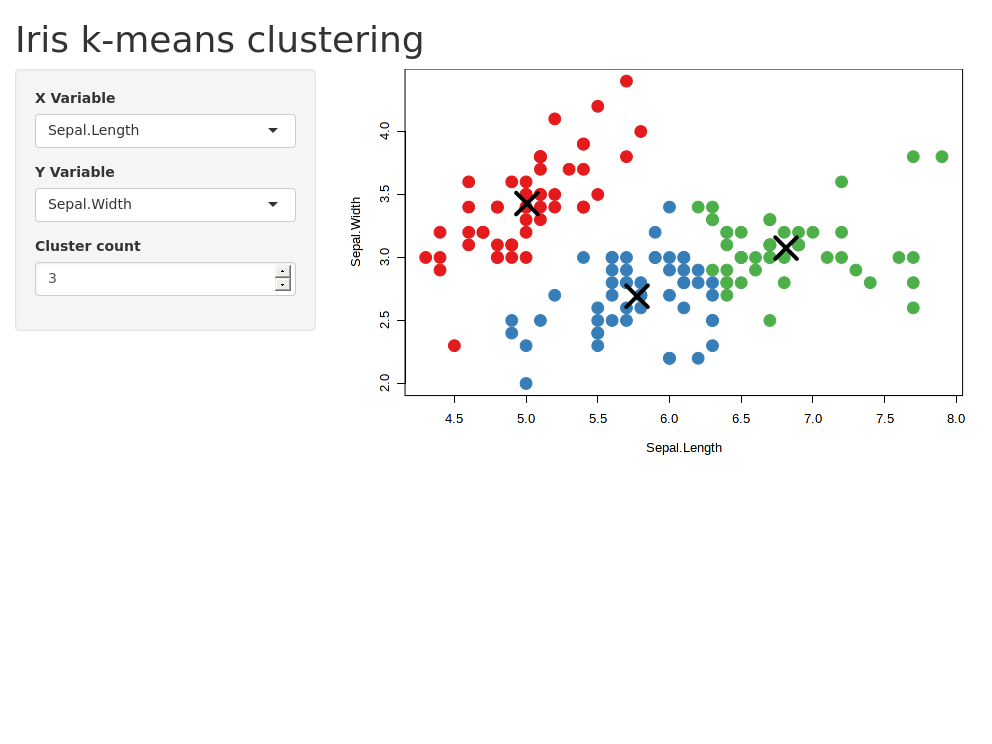 Iris k-means clustering
X Variable
Sepal.Length
Y Variable
Sepal.Width
Cluster count
3
Sepal.Width
4.0
3.5
3.0
2.5
2.0
4.5 5.0 5.5 6.0 6.5 7.0 7.5 8.0
Sepal.Length